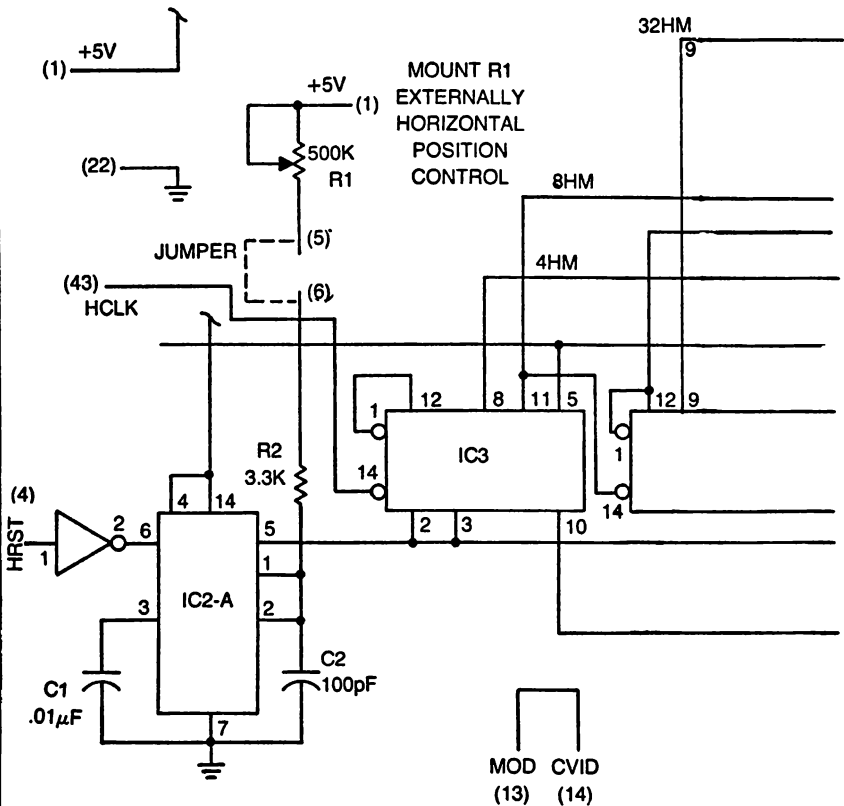 32HM
9
+5V
(1)
+5V
(1)
MOUNT R1
EXTERNALLY
HORIZONTAL
POSITION
CONTROL
500K
R1
(22)
8HM
JUMPER
(5)
4HM
(43)
HCLK
(6)
12
8
11
5
12
9
1
IC3
1
14
14
R2
3.3K
2
3
10
(4)
HRST
1
2
6
4
14
5
1
2
3
IC2-A
7
C1
.01μF
C2
100pF
MOD
(13)
CVID
(14)